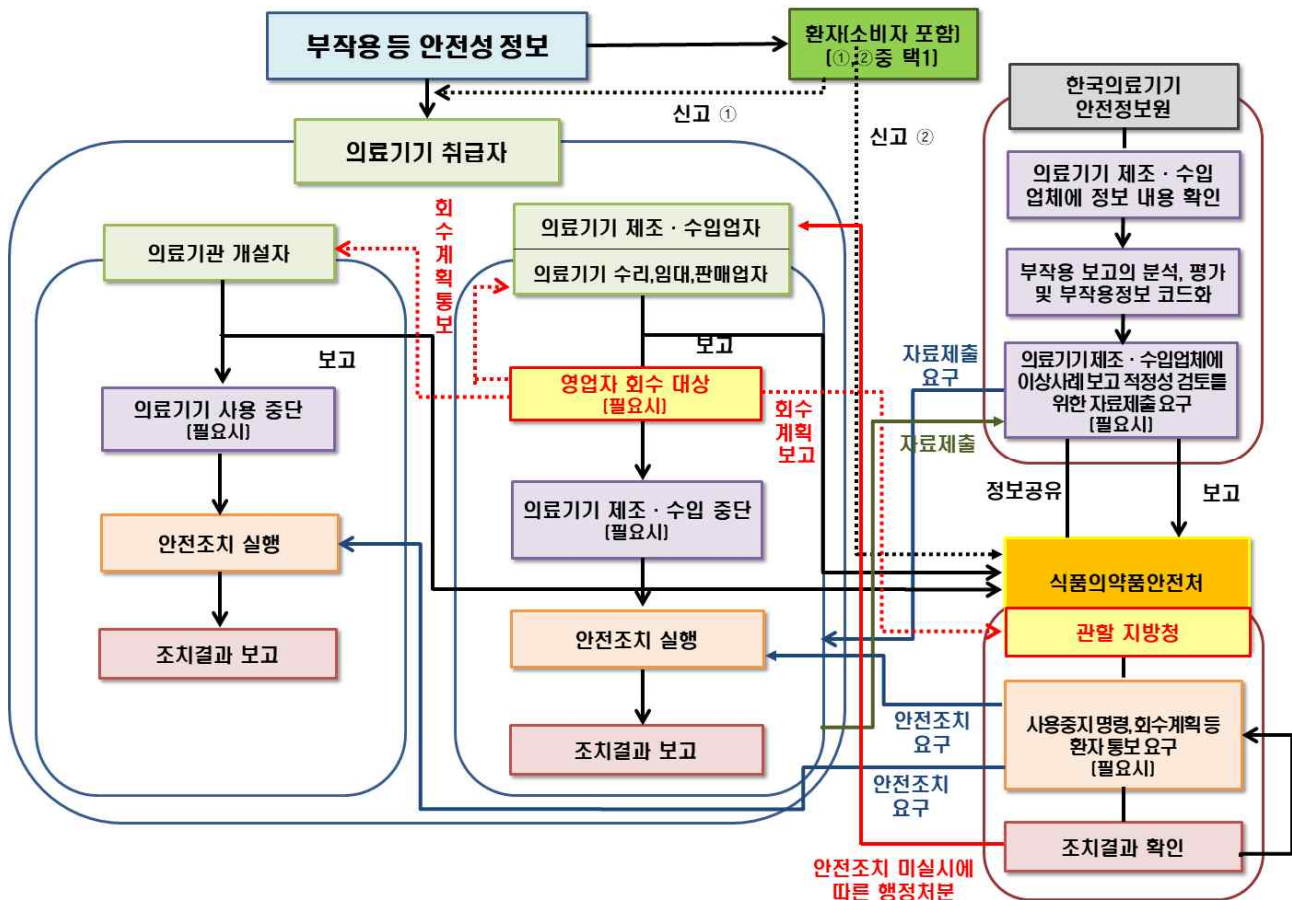 부작용 등 안전성 정보
환자(소비자 포함)
(①,②중 택1)
신고 ①
신고 ②
의료기기 취급자
회수계획통보
의료기관 개설자
보고
의료기기 사용 중단
(필요시)
안전조치 실행
조치결과 보고
의료기기 제조 · 수입업자
의료기기 수리,임대,판매업자
보고
영업자 회수 대상
(필요시)
회수
계획
보고
의료기기 제조 · 수입 중단
(필요시)
안전조치 실행
조치결과 보고
한국의료기기
안전정보원
의료기기 제조 · 수입
업체에 정보 내용 확인
부작용 보고의 분석, 평가
및 부작용정보 코드화
의료기기 제조 · 수입업체에
이상사례 보고 적정성 검토를
위한 자료제출 요구
(필요시)
자료제출
요구
자료제출
정보공유
보고
식품의약품안전처
관할 지방청
사용중지 명령,회수계획 등
환자 통보 요구
(필요시)
안전조치
요구
안전조치
요구
조치결과 확인
안전조치 미실시에
따른 행정처분